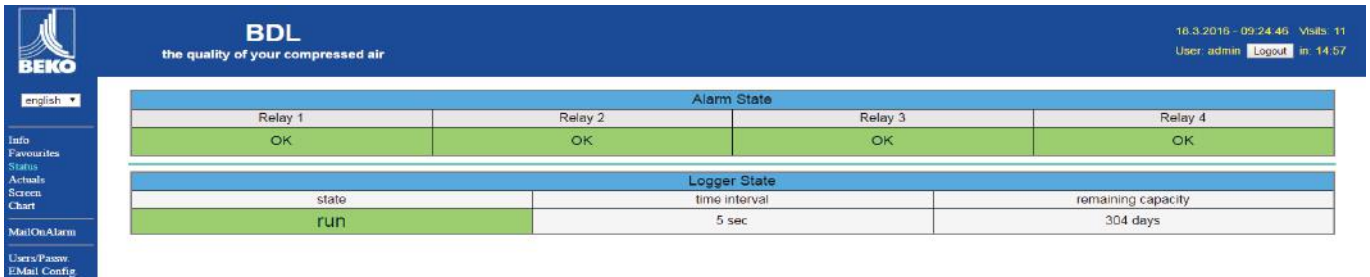 BDL
the quality of your compressed air
16.3.2016 - 09:24:46 Visits: 11
User: admin Logout in: 14:57
BEKO
english
Alarm State
Relay 1 Relay 2 Relay 3 Relay 4
OK OK OK OK
Logger State
state time interval remaining capacity
run 5 sec 304 days
Info
Favourites
Status
Actuals
Screen
Chart
MailOnAlarm
Users/Passw.
EMail Config.